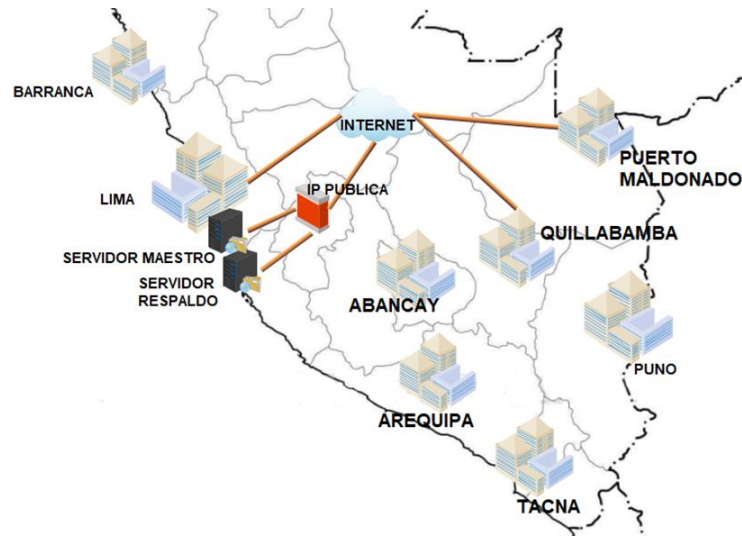 BARRANCA
INTERNET
PUERTO
MALDONADO
LIMA
IP PUBLICA
QUILLABAMBA
SERVIDOR MAESTRO
SERVIDOR
RESPALDO
ABANCAY
PUNO
AREQUIPA
TACNA